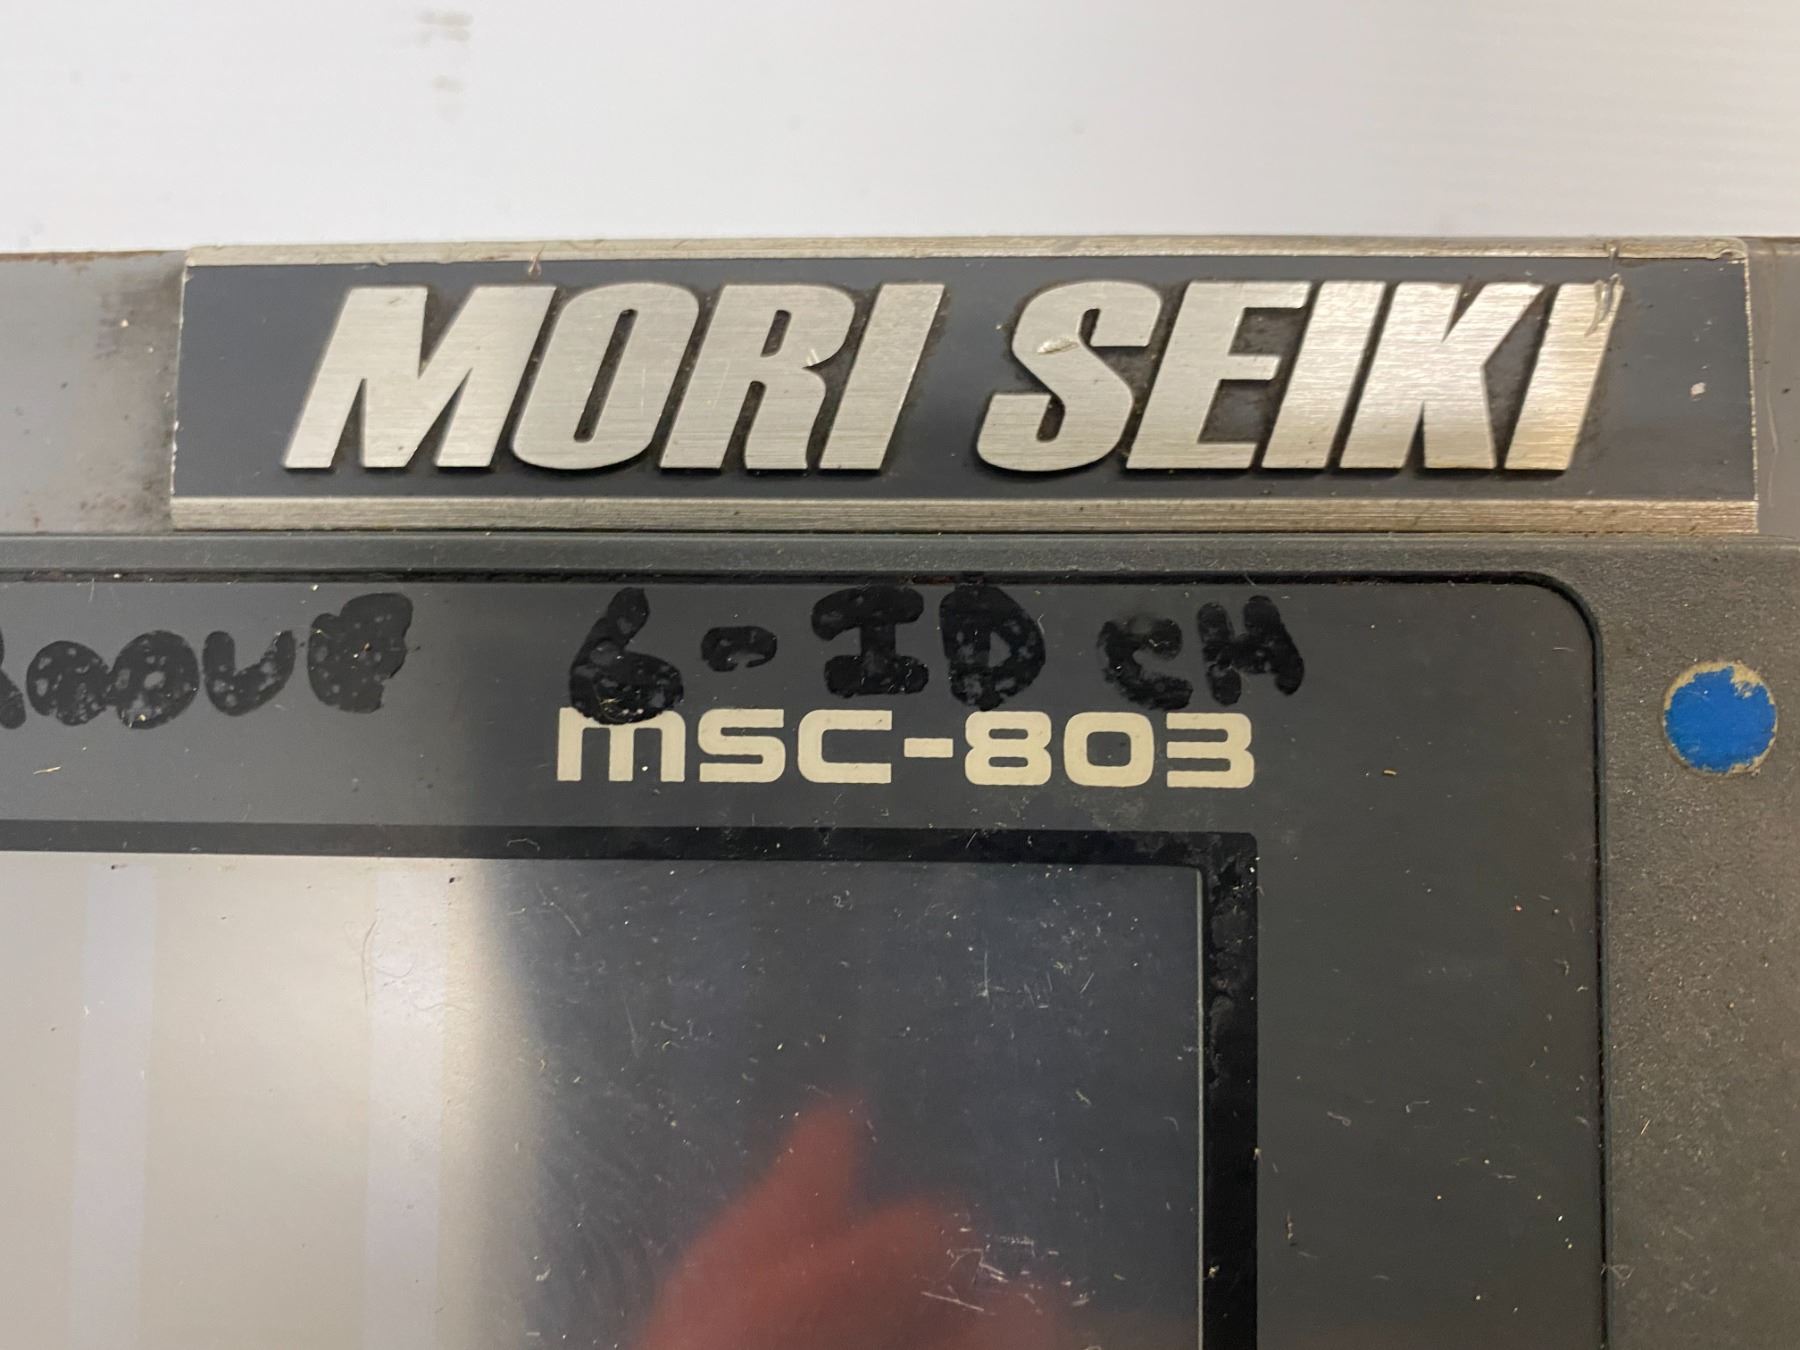 MORI SEIKI
6-ID CH
MSC-803